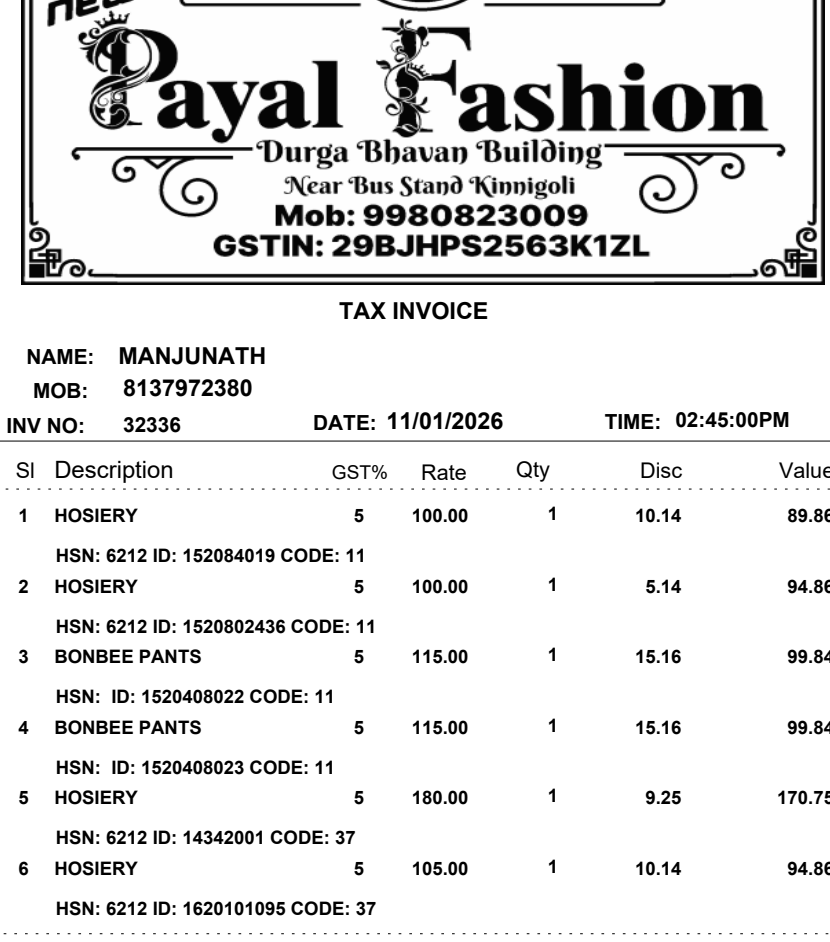 new
Payal Fashion
Durga Bhavan Building
Near Bus Stand Kinnigoli
Mob: 9980823009
GSTIN: 29BJHPS2563K1ZL
TAX INVOICE
NAME: MANJUNATH
MOB: 8137972380
INV NO: 32336 DATE: 11/01/2026 TIME: 02:45:00PM
Sl Description GST% Rate Qty Disc Value
1 HOSIERY 5 100.00 1 10.14 89.86
HSN: 6212 ID: 152084019 CODE: 11
2 HOSIERY 5 100.00 1 5.14 94.86
HSN: 6212 ID: 1520802436 CODE: 11
3 BONBEE PANTS 5 115.00 1 15.16 99.84
HSN: ID: 1520408022 CODE: 11
4 BONBEE PANTS 5 115.00 1 15.16 99.84
HSN: ID: 1520408023 CODE: 11
5 HOSIERY 5 180.00 1 9.25 170.75
HSN: 6212 ID: 14342001 CODE: 37
6 HOSIERY 5 105.00 1 10.14 94.86
HSN: 6212 ID: 1620101095 CODE: 37